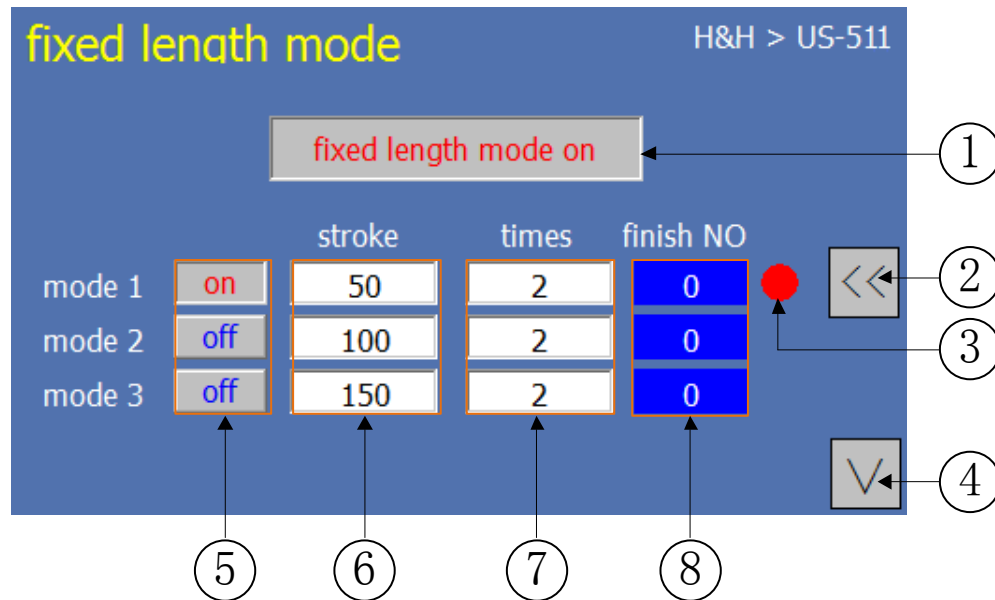 fixed length mode H&H > US-511
fixed length mode on ①
stroke times finish NO
mode 1 on 50 2 0 << ②
mode 2 off 100 2 0 ③
mode 3 off 150 2 0
∨ ④
⑤ ⑥ ⑦ ⑧